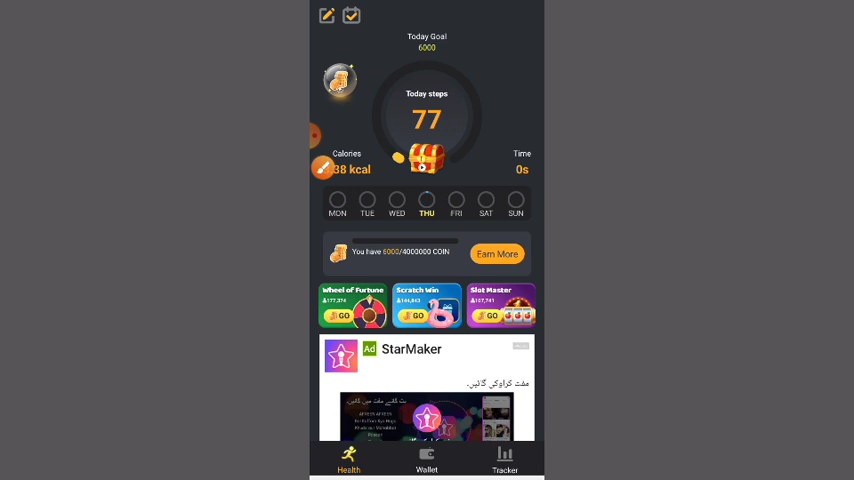 Today Goal
6000
Today steps
77
Calories
Time
38 kcal
0s
MON TUE WED THU FRI SAT SUN
You have 6000/4000000 COIN
Earn More
Wheel of Fortune
177,374
GO
Scratch Win
144,843
GO
Slot Master
107,741
GO
Ad StarMaker
مفت کراوکی گائیں۔
Health
Wallet
Tracker